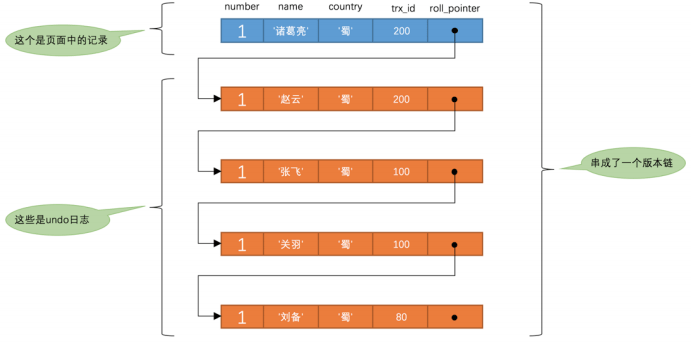 number name country trx_id roll_pointer
1 '诸葛亮' '蜀' 200
这个是页面中的记录
1 '赵云' '蜀' 200
1 '张飞' '蜀' 100
串成了一个版本链
这些是undo日志
1 '关羽' '蜀' 100
1 '刘备' '蜀' 80